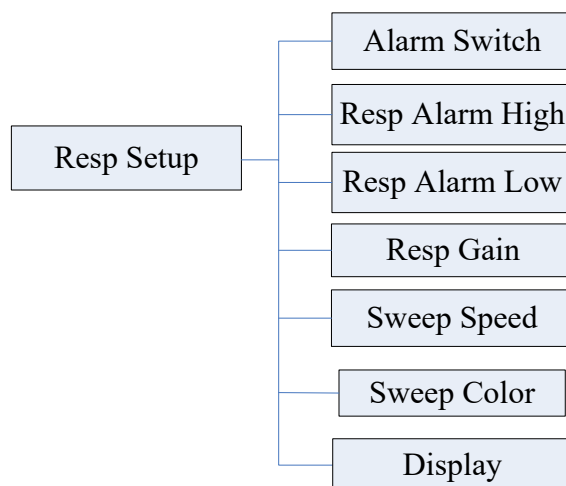 Resp Setup
Alarm Switch
Resp Alarm High
Resp Alarm Low
Resp Gain
Sweep Speed
Sweep Color
Display